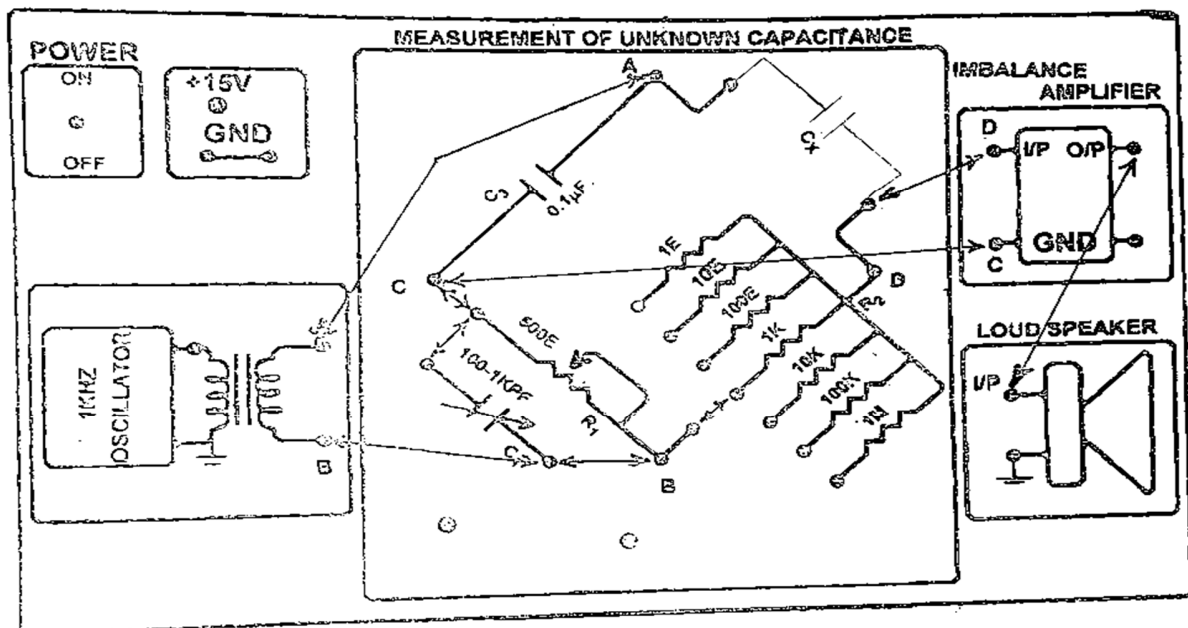 MEASUREMENT OF UNKNOWN CAPACITANCE
POWER
ON
OFF
+15V
GND
A
Cx
C3
0.1µF
C
500E
R1
100-1KPF
B
1E
10E
100E
1K
10K
100K
1M
R2
D
IMBALANCE
AMPLIFIER
D
I/P O/P
GND
C
LOUD SPEAKER
I/P
1KHZ
OSCILLATOR
B